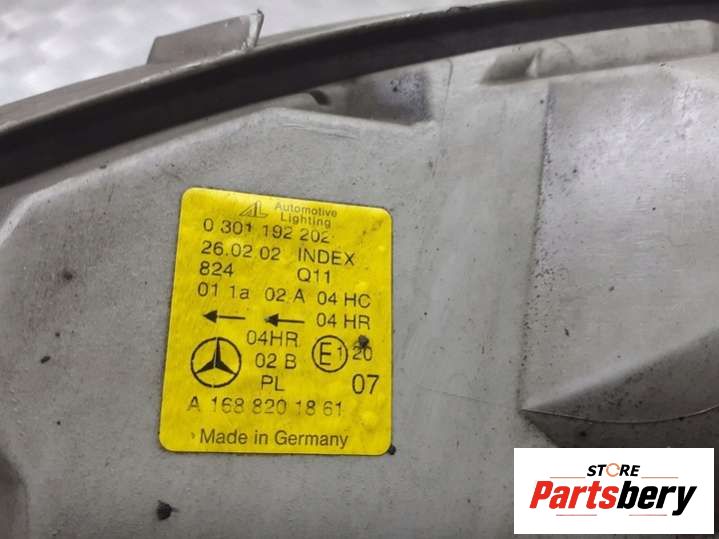 Automotive
Lighting
0 301 192 202
26.02 02 INDEX
824 Q11
01 1a 02 A 04 HC
04 HR
04HR
02 B E 1 20
PL 07
A 168 820 18 61
Made in Germany
STORE
Partsbery